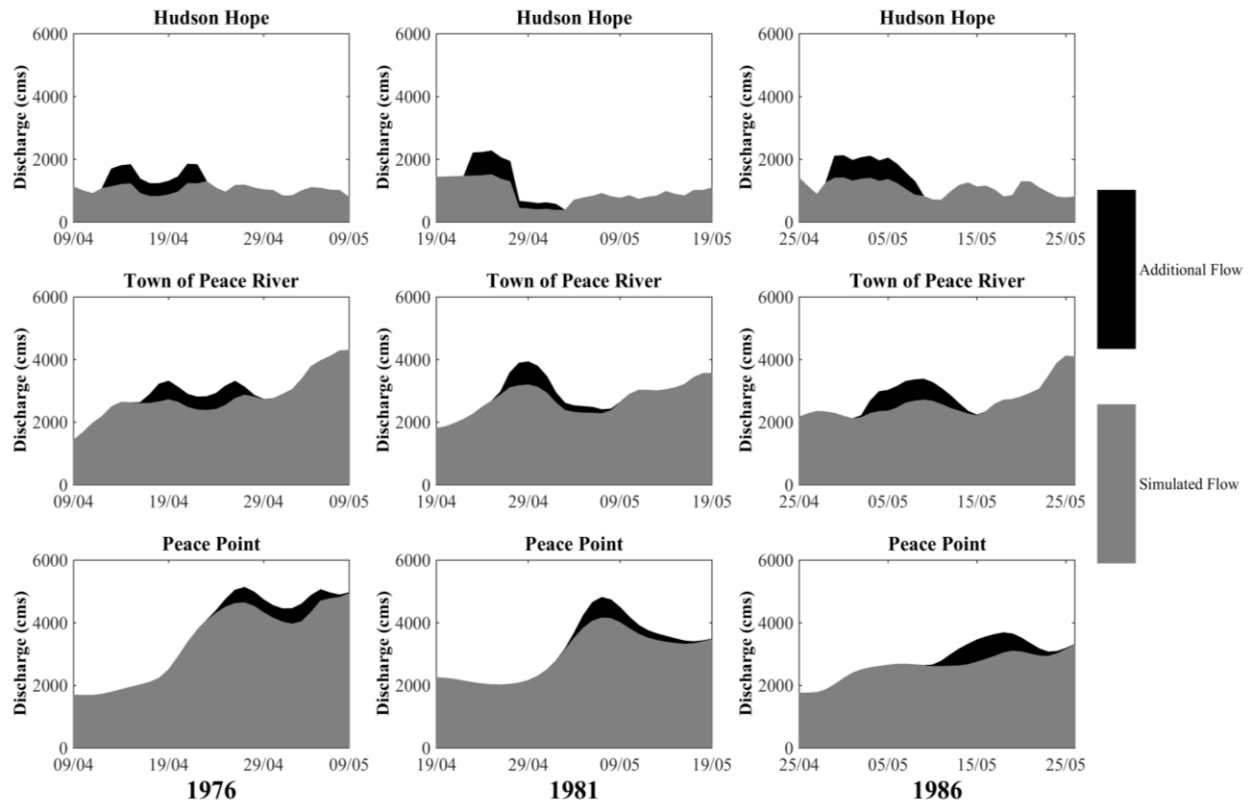 Hudson Hope
Hudson Hope
Hudson Hope
Discharge (cms)
6000
4000
2000
0
09/04 19/04 29/04 09/05
Discharge (cms)
6000
4000
2000
0
19/04 29/04 09/05 19/05
Discharge (cms)
6000
4000
2000
0
25/04 05/05 15/05 25/05
Town of Peace River
Town of Peace River
Town of Peace River
Discharge (cms)
6000
4000
2000
0
09/04 19/04 29/04 09/05
Discharge (cms)
6000
4000
2000
0
19/04 29/04 09/05 19/05
Discharge (cms)
6000
4000
2000
0
25/04 05/05 15/05 25/05
Peace Point
Peace Point
Peace Point
Discharge (cms)
6000
4000
2000
0
09/04 19/04 29/04 09/05
1976
Discharge (cms)
6000
4000
2000
0
19/04 29/04 09/05 19/05
1981
Discharge (cms)
6000
4000
2000
0
25/04 05/05 15/05 25/05
1986
Additional Flow
Simulated Flow